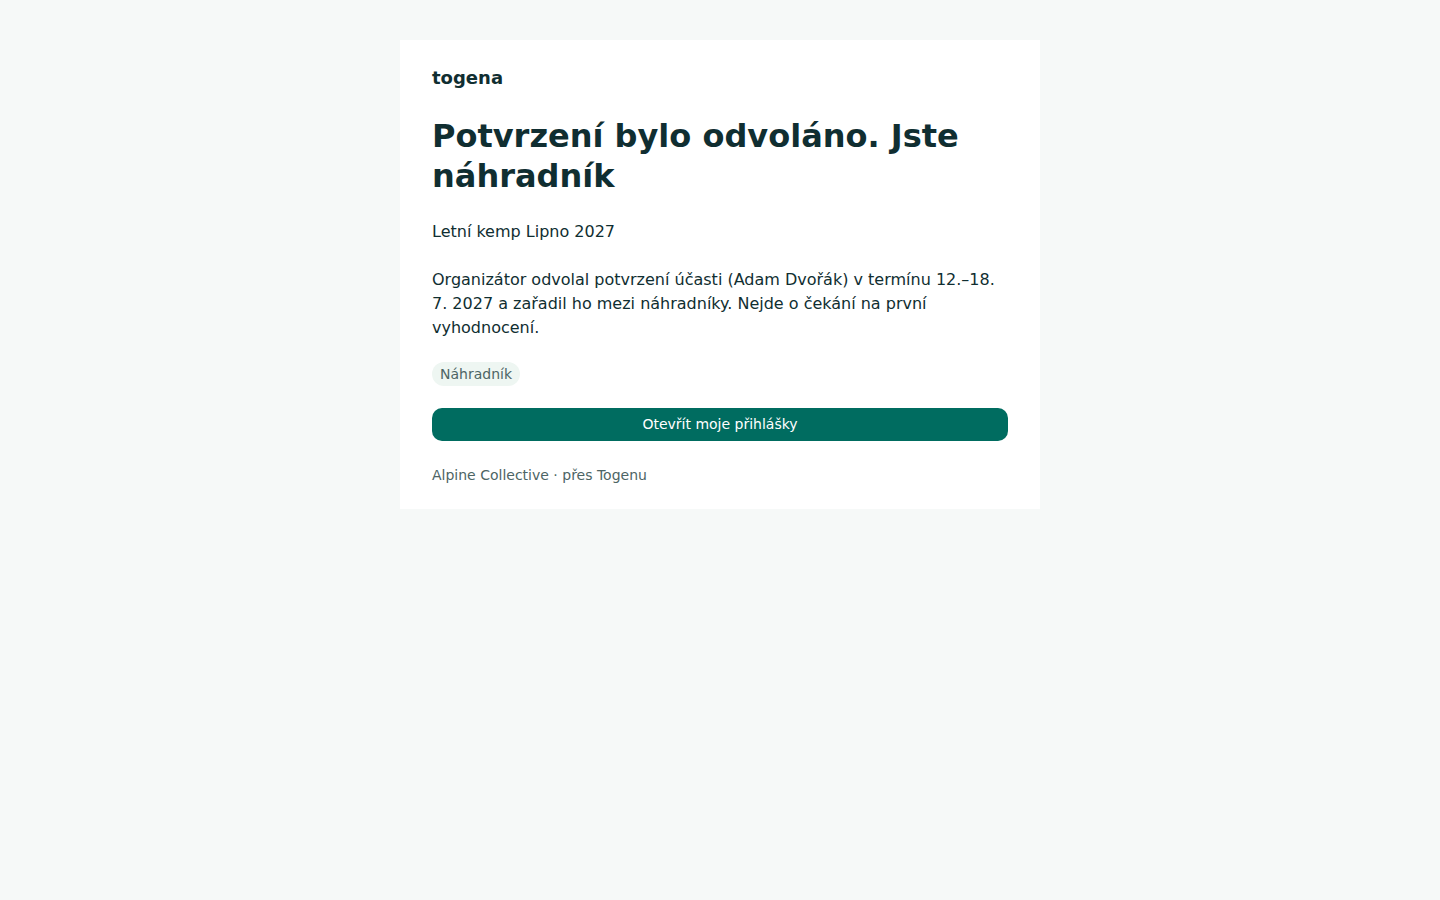 togena
Potvrzení bylo odvoláno. Jste
náhradník
Letní kemp Lipno 2027
Organizátor odvolal potvrzení účasti (Adam Dvořák) v termínu 12.–18.
7. 2027 a zařadil ho mezi náhradníky. Nejde o čekání na první
vyhodnocení.
Náhradník
Otevřít moje přihlášky
Alpine Collective · přes Togenu